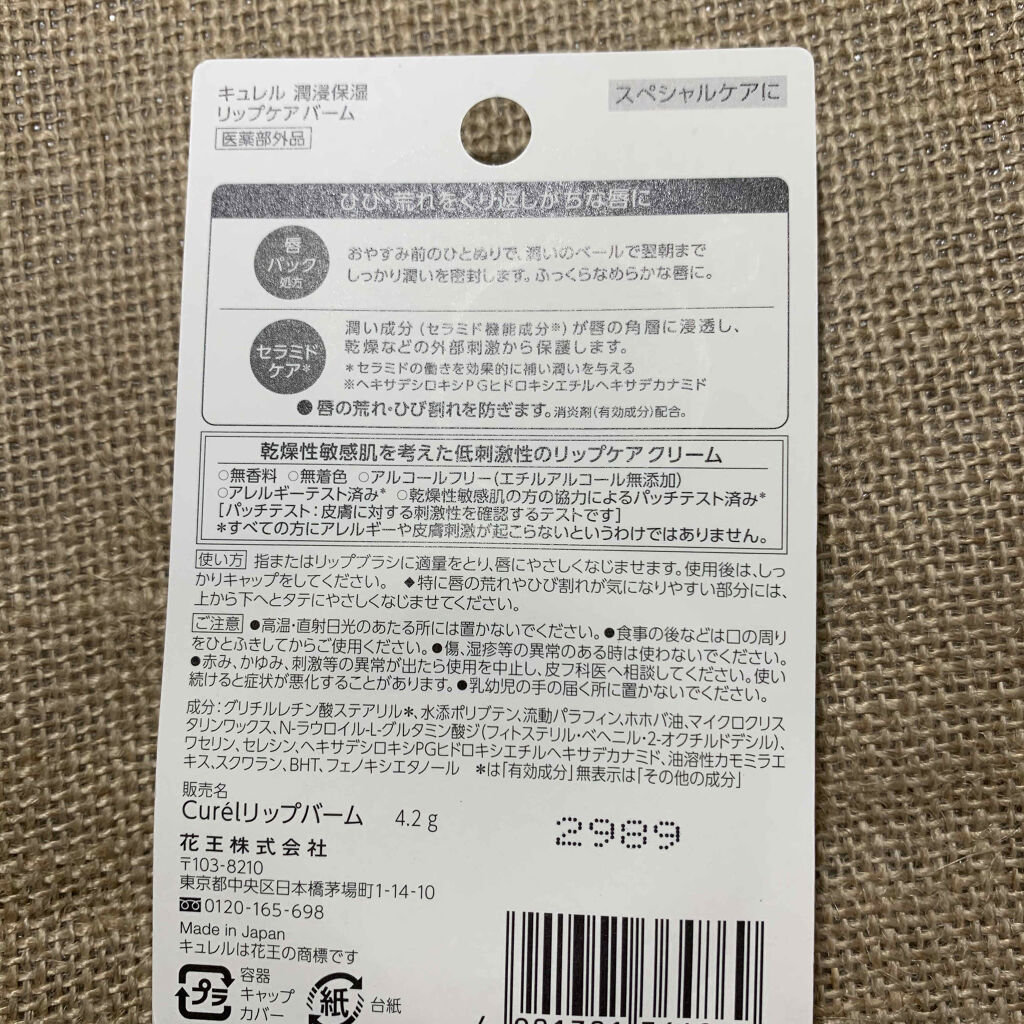 キュレル 潤浸保湿
リップケア バーム
医薬部外品
スペシャルケアに
ひび・荒れをくり返しがちな唇に
唇
パック
処方
おやすみ前のひとぬりで、潤いのベールで翌朝まで
しっかり潤いを密封します。ふっくらなめらかな唇に。
セラミド
ケア*
潤い成分(セラミド機能成分※)が唇の角層に浸透し、
乾燥などの外部刺激から保護します。
*セラミドの働きを効果的に補い潤いを与える
※ヘキサデシロキシPGヒドロキシエチルヘキサデカナミド
●唇の荒れ・ひび割れを防ぎます。消炎剤(有効成分)配合。
乾燥性敏感肌を考えた低刺激性のリップケア クリーム
○無香料 ○無着色 ○アルコールフリー(エチルアルコール無添加)
○アレルギーテスト済み* ○乾燥性敏感肌の方の協力によるパッチテスト済み*
[パッチテスト:皮膚に対する刺激性を確認するテストです]
*すべての方にアレルギーや皮膚刺激が起こらないというわけではありません。
使い方 指またはリップブラシに適量をとり、唇にやさしくなじませます。使用後は、しっ
かりキャップをしてください。 ◆特に唇の荒れやひび割れが気になりやすい部分には、
上から下へとタテにやさしくなじませてください。
ご注意 ●高温・直射日光のあたる所には置かないでください。●食事の後などは口の周り
をひとふきしてからご使用ください。●傷、湿疹等の異常のある時は使わないでください。
●赤み、かゆみ、刺激等の異常が出たら使用を中止し、皮フ科医へ相談してください。使い
続けると症状が悪化することがあります。●乳幼児の手の届く所に置かないでください。
成分:グリチルレチン酸ステアリル*、水添ポリブテン、流動パラフィン、ホホバ油、マイクロクリス
タリンワックス、N-ラウロイル-L-グルタミン酸ジ(フィトステリル・ベヘニル・2-オクチルドデシル)、
ワセリン、セレシン、ヘキサデシロキシPGヒドロキシエチルヘキサデカナミド、油溶性カモミラエ
キス、スクワラン、BHT、フェノキシエタノール *は「有効成分」無表示は「その他の成分」
販売名
Curélリップバーム 4.2g
2989
花王株式会社
〒103-8210
東京都中央区日本橋茅場町1-14-10
0120-165-698
Made in Japan
キュレルは花王の商標です
プラ
容器
キャップ
カバー
紙
台紙